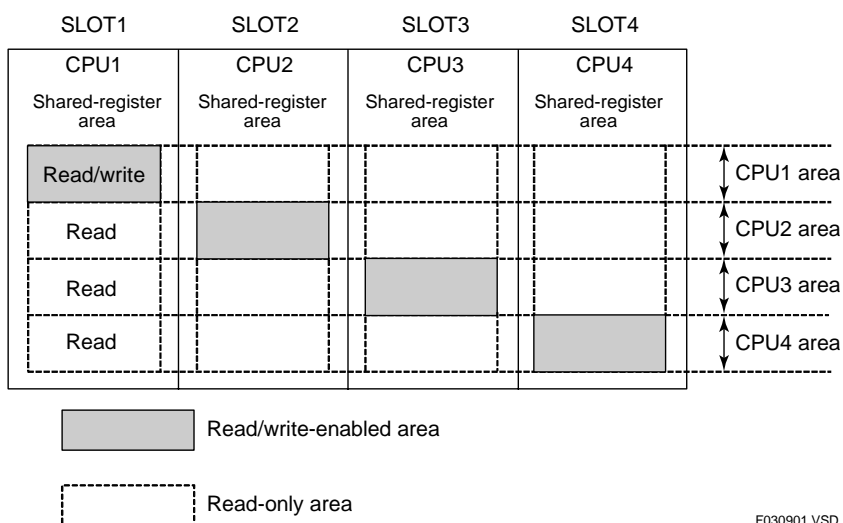 SLOT1 SLOT2 SLOT3 SLOT4
CPU1 CPU2 CPU3 CPU4
Shared-register area Shared-register area Shared-register area Shared-register area
Read/write CPU1 area
Read CPU2 area
Read CPU3 area
Read CPU4 area
Read/write-enabled area
Read-only area
F030901.VSD